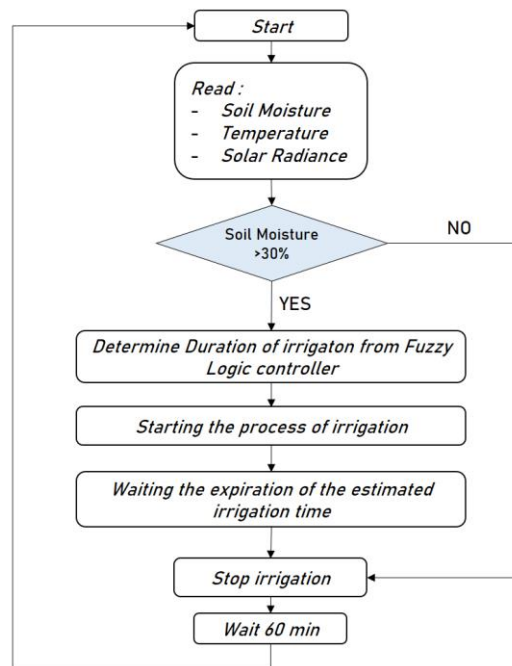 Start
Read :
- Soil Moisture
- Temperature
- Solar Radiance
Soil Moisture
>30%
NO
YES
Determine Duration of irrigaton from Fuzzy
Logic controller
Starting the process of irrigation
Waiting the expiration of the estimated
irrigation time
Stop irrigation
Wait 60 min